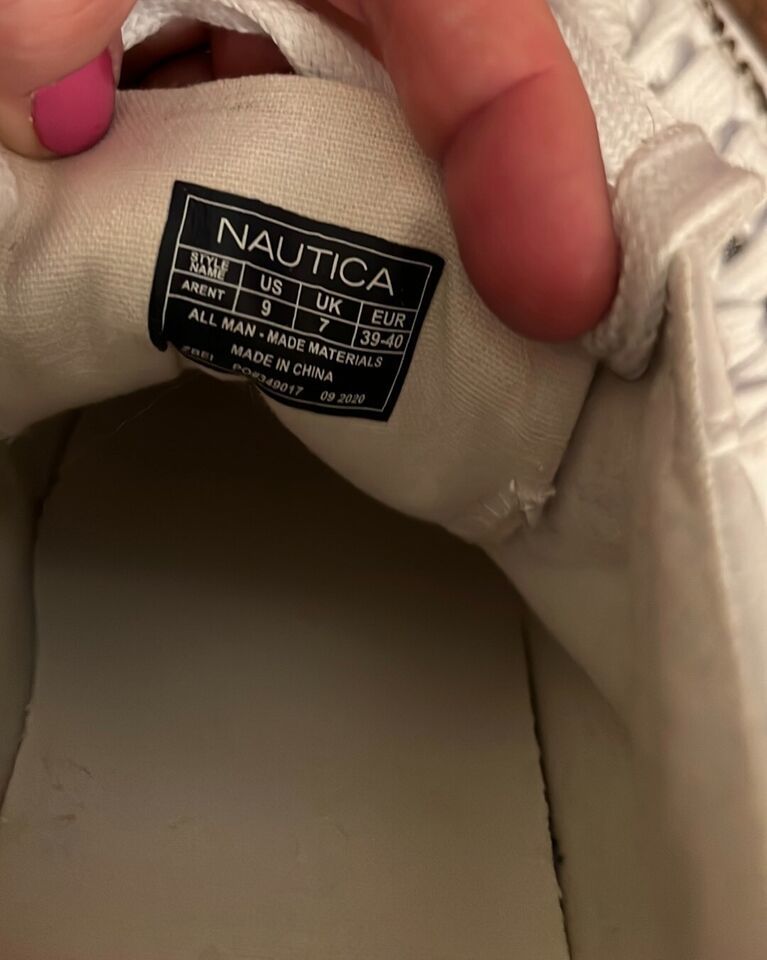 NAUTICA
STYLE NAME US UK EUR
ARENT 9 7 39-40
ALL MAN - MADE MATERIALS
MADE IN CHINA
PO#349017 09 2020